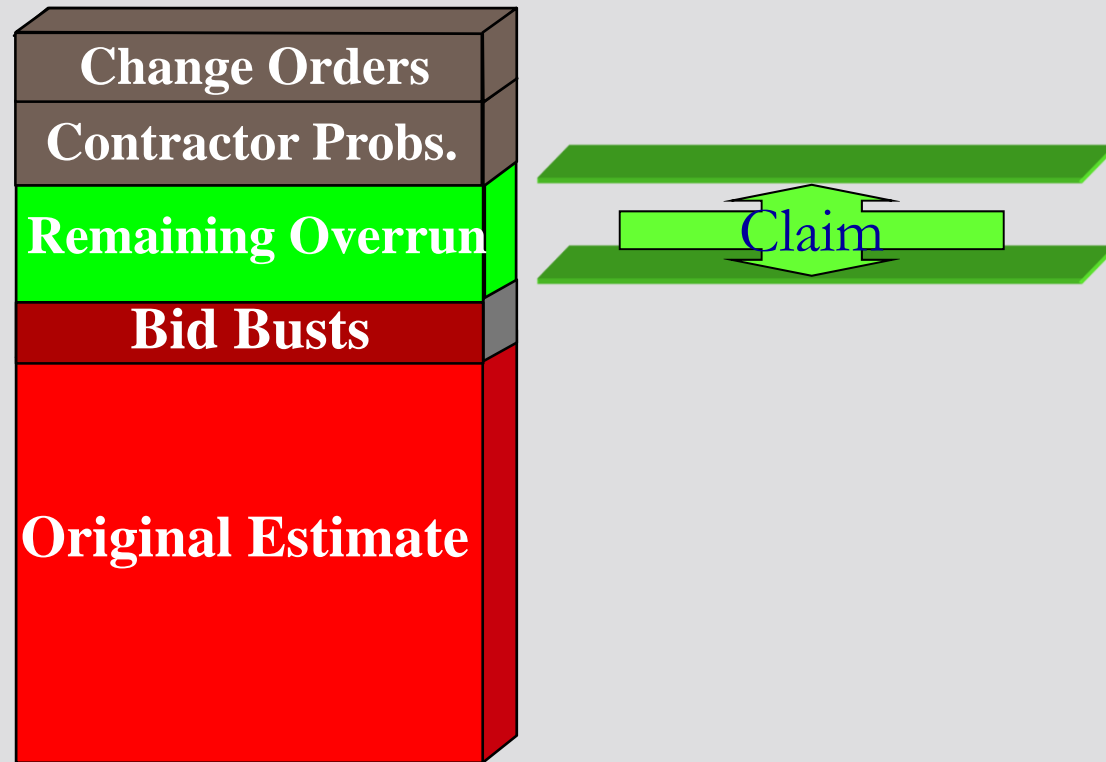 Change Orders
Contractor Probs.
Remaining Overrun
Claim
Bid Busts
Original Estimate